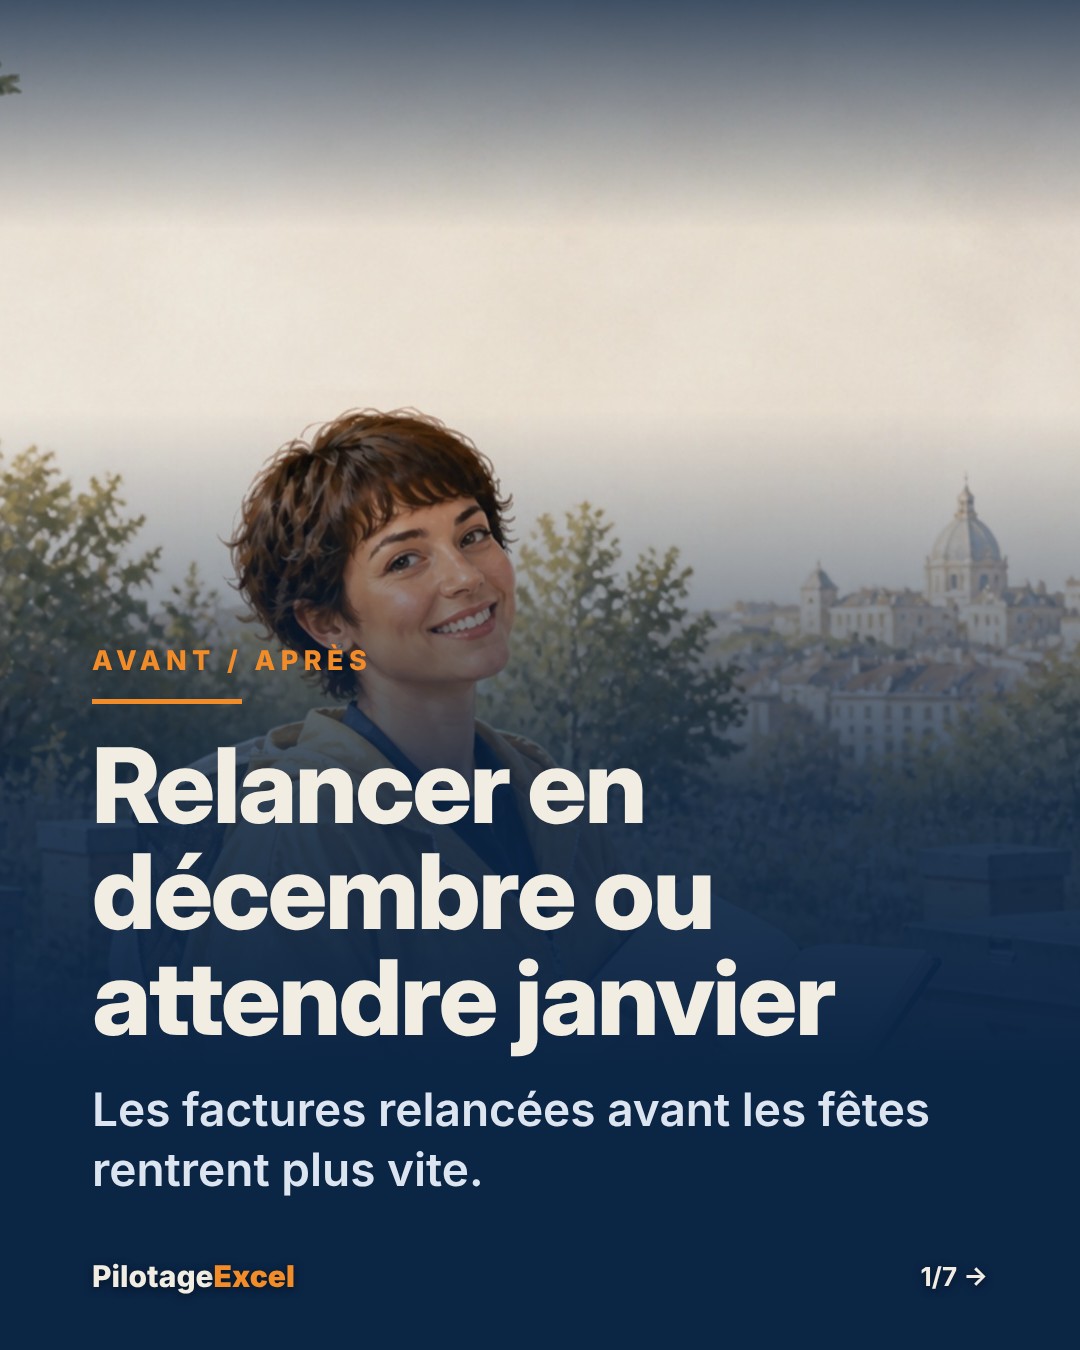 AVANT / APRÈS
Relancer en
décembre ou
attendre janvier
Les factures relancées avant les fêtes
rentrent plus vite.
PilotageExcel
1/7 →